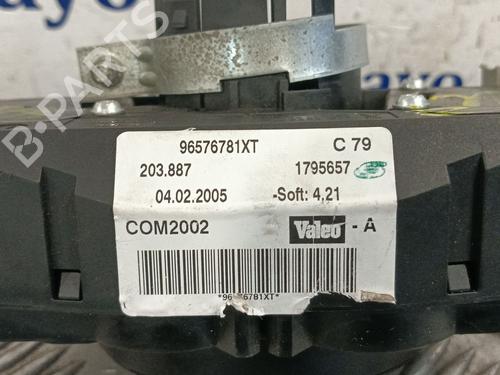 96576781XT C 79
203.887 1795657
04.02.2005 -Soft: 4,21
COM2002 Valeo - A
B-PARTS